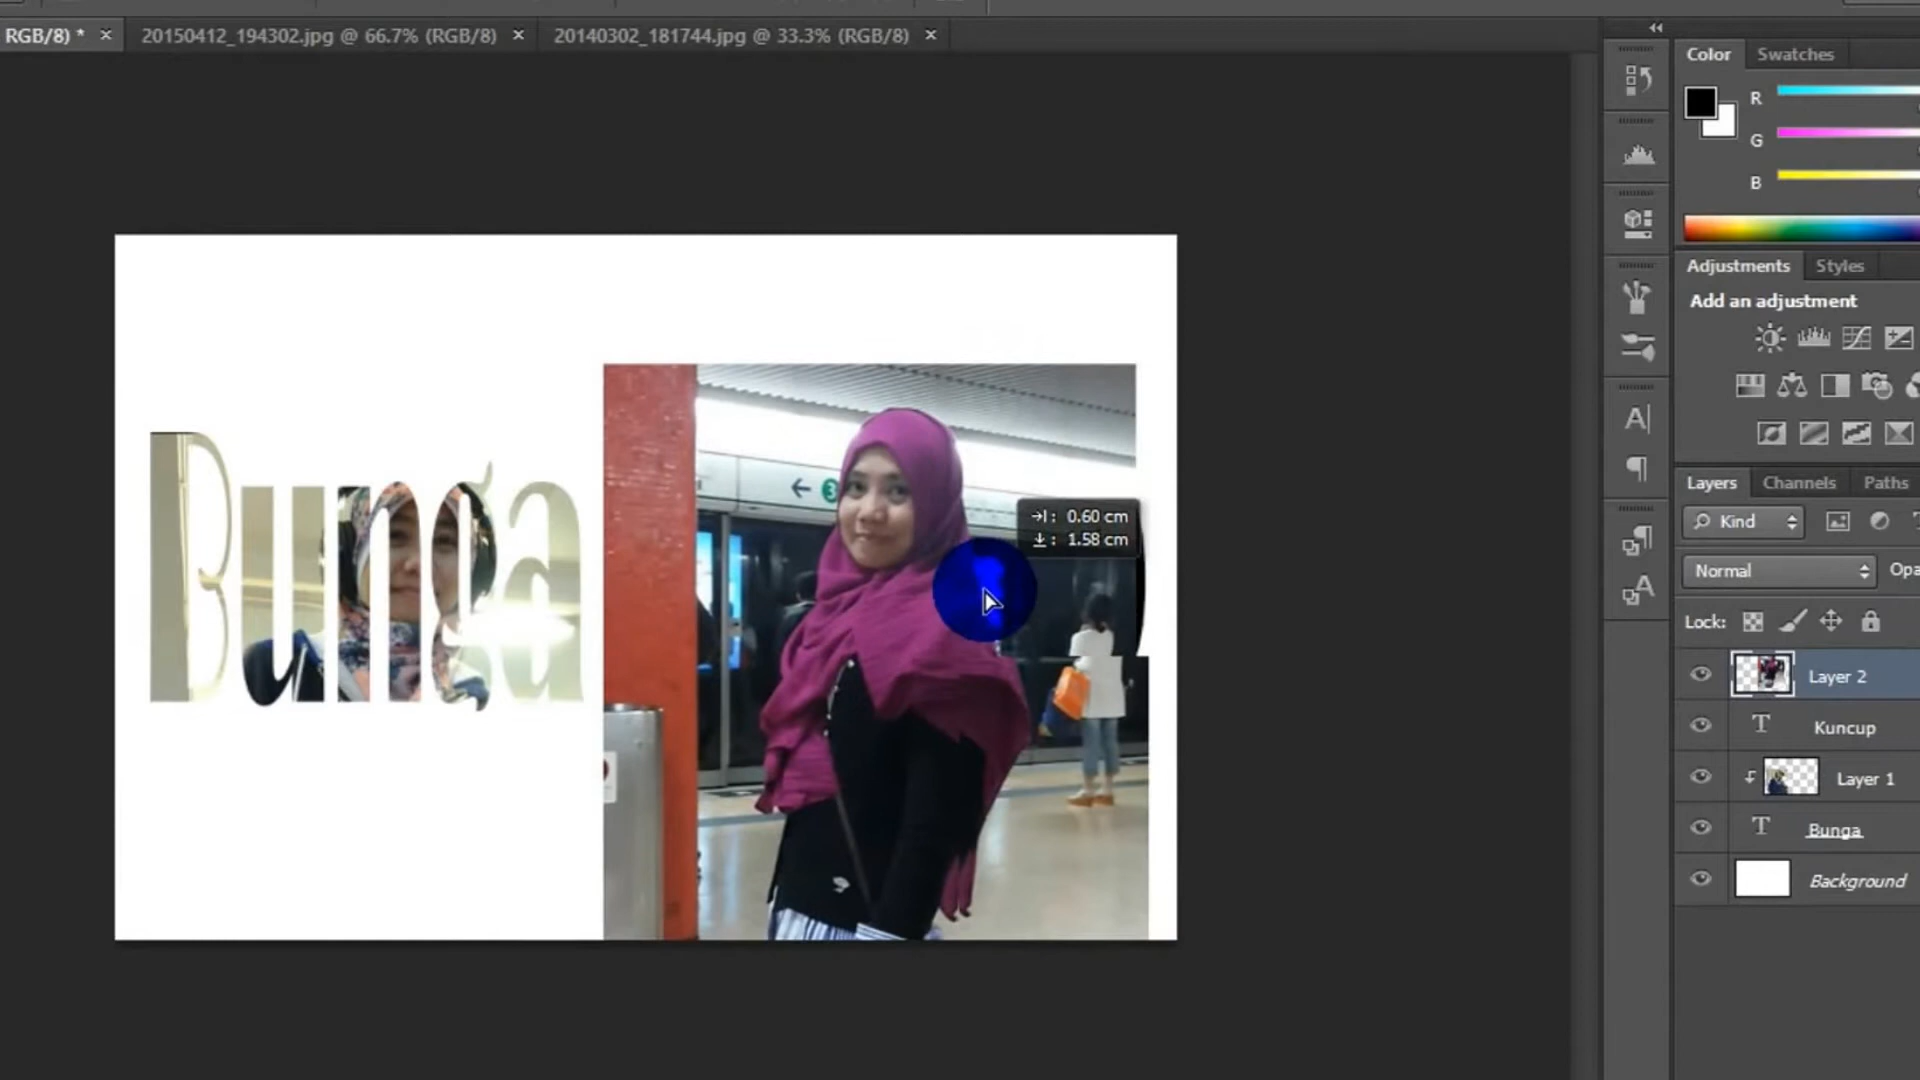 RGB/8) * ×
20150412_194302.jpg @ 66.7% (RGB/8) ×
20140302_181744.jpg @ 33.3% (RGB/8) ×
Color
Swatches
R
G
B
Adjustments
Styles
Add an adjustment
Bunga
3
0.60 cm
1.58 cm
Layers
Channels
Paths
Kind
Normal
Opa
Lock:
Layer 2
T Kuncup
Layer 1
T Bunga
Background